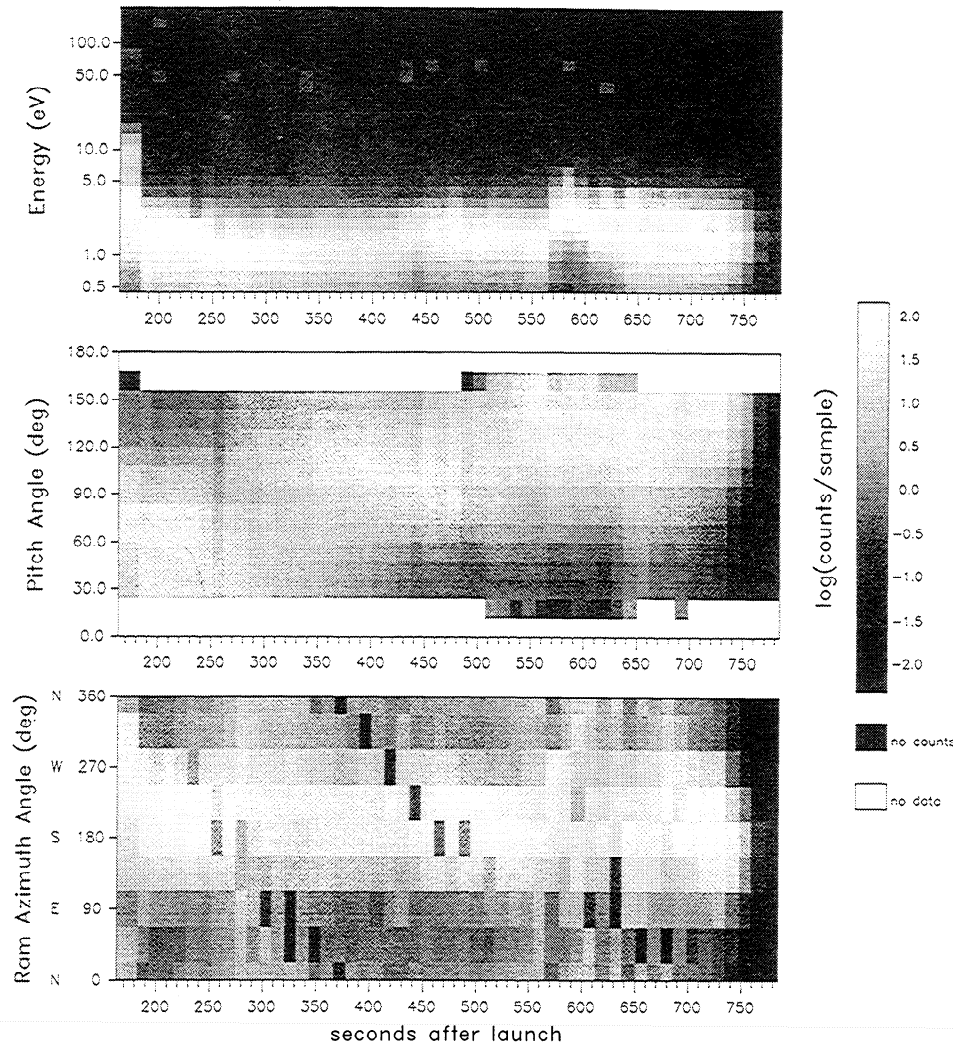 Energy (eV)
100.0
50.0
10.0
5.0
1.0
0.5
200 250 300 350 400 450 500 550 600 650 700 750
Pitch Angle (deg)
180.0
150.0
120.0
90.0
60.0
30.0
0.0
200 250 300 350 400 450 500 550 600 650 700 750
Ram Azimuth Angle (deg)
N 360
W 270
S 180
E 90
N 0
200 250 300 350 400 450 500 550 600 650 700 750
seconds after launch
log(counts/sample)
2.0
1.5
1.0
0.5
0.0
-0.5
-1.0
-1.5
-2.0
no counts
no data